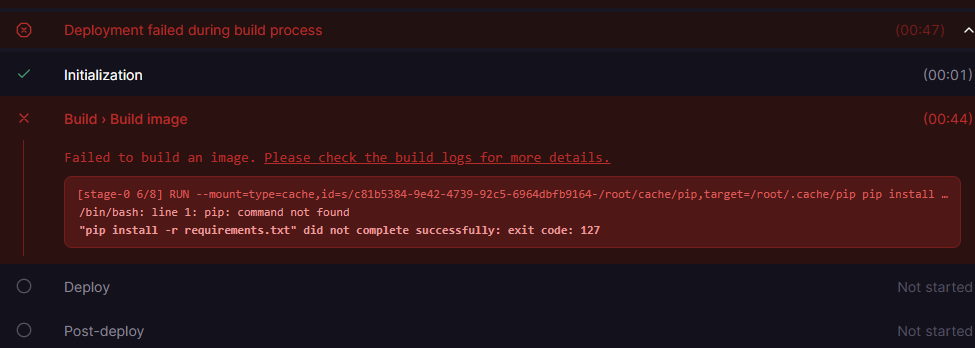 Deployment failed during build process (00:47)
Initialization (00:01)
Build › Build image (00:44)
Failed to build an image. Please check the build logs for more details.
[stage-0 6/8] RUN --mount=type=cache,id=s/c81b5384-9e42-4739-92c5-6964dbfb9164-/root/cache/pip,target=/root/.cache/pip pip install …
/bin/bash: line 1: pip: command not found
"pip install -r requirements.txt" did not complete successfully: exit code: 127
Deploy Not started
Post-deploy Not started